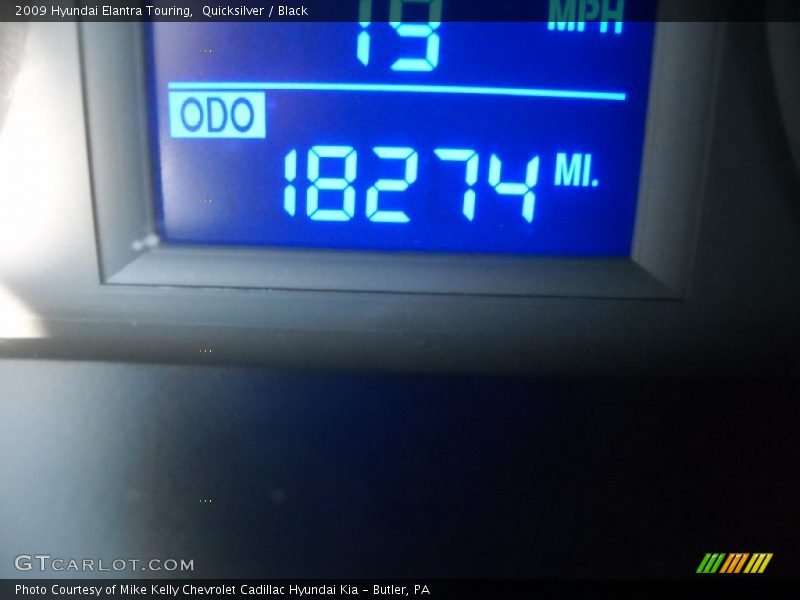 2009 Hyundai Elantra Touring,  Quicksilver / Black
19 MPH
ODO
18274 MI.
GTCARLOT.COM
Photo Courtesy of Mike Kelly Chevrolet Cadillac Hyundai Kia – Butler, PA